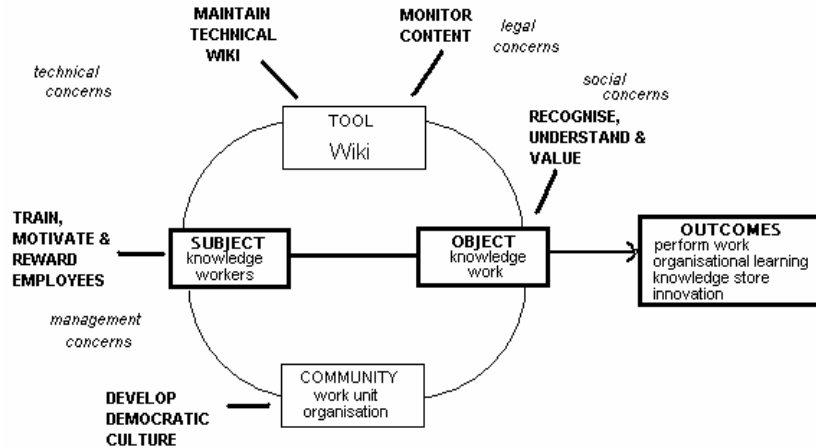 MAINTAIN
TECHNICAL
WIKI
MONITOR
CONTENT
legal
concerns
technical
concerns
social
concerns
TOOL
Wiki
RECOGNISE,
UNDERSTAND &
VALUE
TRAIN,
MOTIVATE &
REWARD
EMPLOYEES
SUBJECT
knowledge
workers
OBJECT
knowledge
work
OUTCOMES
perform work
organisational learning
knowledge store
innovation
management
concerns
COMMUNITY
work unit
organisation
DEVELOP
DEMOCRATIC
CULTURE